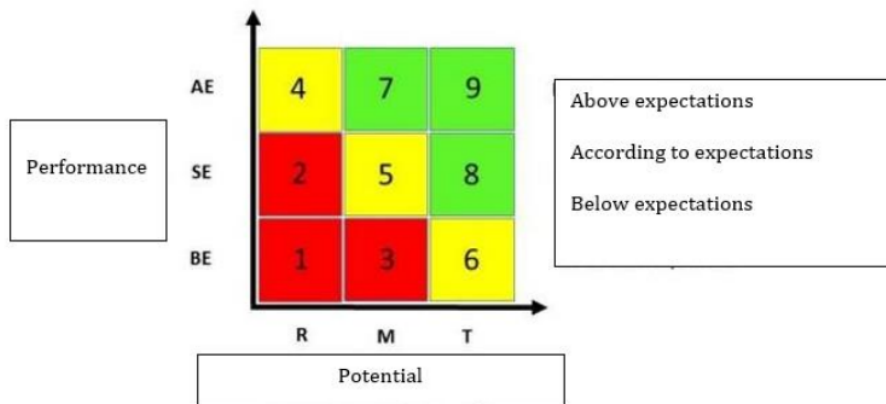 AE
4 7 9
Above expectations
Performance
SE
2 5 8
According to expectations
Below expectations
BE
1 3 6
R M T
Potential